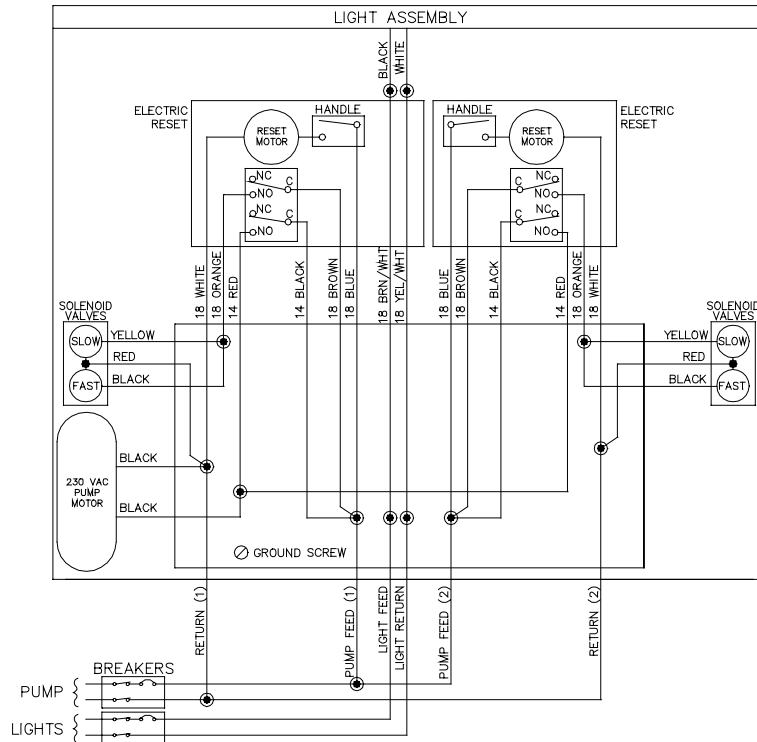 LIGHT ASSEMBLY
BLACK
WHITE
ELECTRIC
RESET
RESET
MOTOR
HANDLE
HANDLE
RESET
MOTOR
ELECTRIC
RESET
NC
C
NO
NC
C
NO
NC
C
NO
NC
C
NO
18 WHITE
18 ORANGE
14 RED
14 BLACK
18 BROWN
18 BLUE
18 BRN/WHT
18 YEL/WHT
18 BLUE
18 BROWN
14 BLACK
14 RED
18 ORANGE
18 WHITE
SOLENOID
VALVES
SLOW
YELLOW
RED
FAST
BLACK
SOLENOID
VALVES
YELLOW
SLOW
RED
BLACK
FAST
230 VAC
PUMP
MOTOR
BLACK
BLACK
GROUND SCREW
RETURN (1)
PUMP FEED (1)
LIGHT FEED
LIGHT RETURN
PUMP FEED (2)
RETURN (2)
BREAKERS
PUMP
LIGHTS